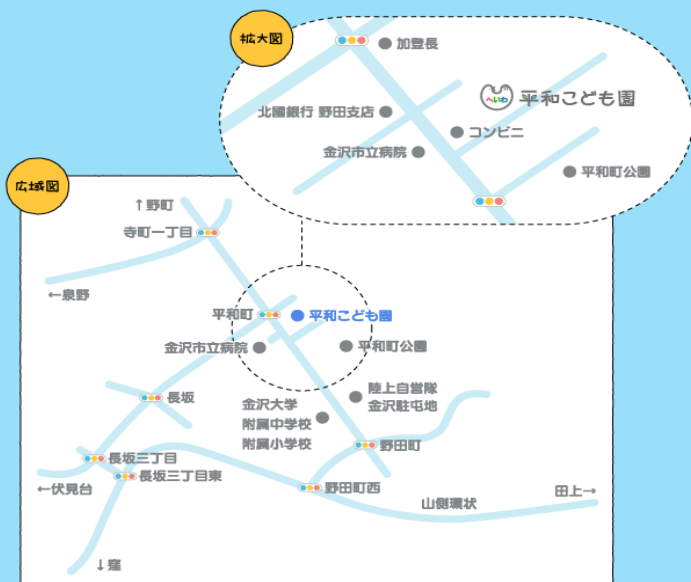 拡大図
加登長
へいわ
平和こども園
北國銀行 野田支店
コンビニ
金沢市立病院
平和町公園
広域図
↑野町
寺町一丁目
←泉野
平和町
平和こども園
金沢市立病院
平和町公園
長坂
陸上自営隊
金沢駐屯地
金沢大学
附属中学校
附属小学校
野田町
長坂三丁目
長坂三丁目東
←伏見台
野田町西
山側環状
田上→
↓窪